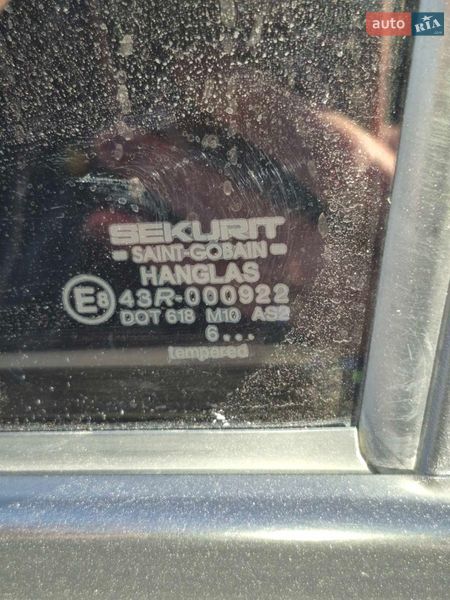 auto RIA
SEKURIT
SAINT-GOBAIN
HANGLAS
E8 43R-000922
DOT 618 M10 AS2
6...
tempered